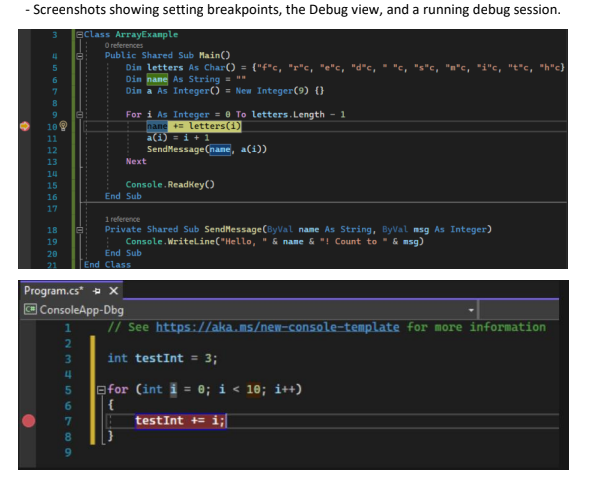 - Screenshots showing setting breakpoints, the Debug view, and a running debug session.
3 Class ArrayExample
0 references
4 Public Shared Sub Main()
5 Dim letters As Char() = {"f"c, "r"c, "e"c, "d"c, " "c, "s"c, "m"c, "i"c, "t"c, "h"c}
6 Dim name As String = ""
7 Dim a As Integer() = New Integer(9) {}
8
9 For i As Integer = 0 To letters.Length - 1
10 name += letters(i)
11 a(i) = i + 1
12 SendMessage(name, a(i))
13 Next
14
15 Console.ReadKey()
16 End Sub
17
1 reference
18 Private Shared Sub SendMessage(ByVal name As String, ByVal msg As Integer)
19 Console.WriteLine("Hello, " & name & "! Count to " & msg)
20 End Sub
21 End Class
Program.cs*
C# ConsoleApp-Dbg
1 // See https://aka.ms/new-console-template for more information
2
3 int testInt = 3;
4
5 for (int i = 0; i < 10; i++)
6 {
7 testInt += i;
8 }
9